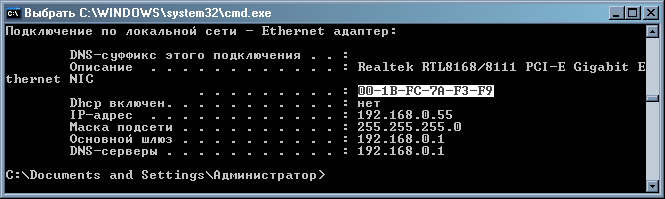 Выбрать C:\WINDOWS\system32\cmd.exe
Подключение по локальной сети - Ethernet адаптер:
DNS-суффикс этого подключения . . :
Описание . . . . . . . . . . . . : Realtek RTL8168/8111 PCI-E Gigabit E
thernet NIC
. . . . . . . . . : 00-1B-FC-7A-F3-F9
Dhcp включен. . . . . . . . . . . : нет
IP-адрес . . . . . . . . . . . . : 192.168.0.55
Маска подсети . . . . . . . . . . : 255.255.255.0
Основной шлюз . . . . . . . . . . : 192.168.0.1
DNS-серверы . . . . . . . . . . . : 192.168.0.1
C:\Documents and Settings\Администратор>